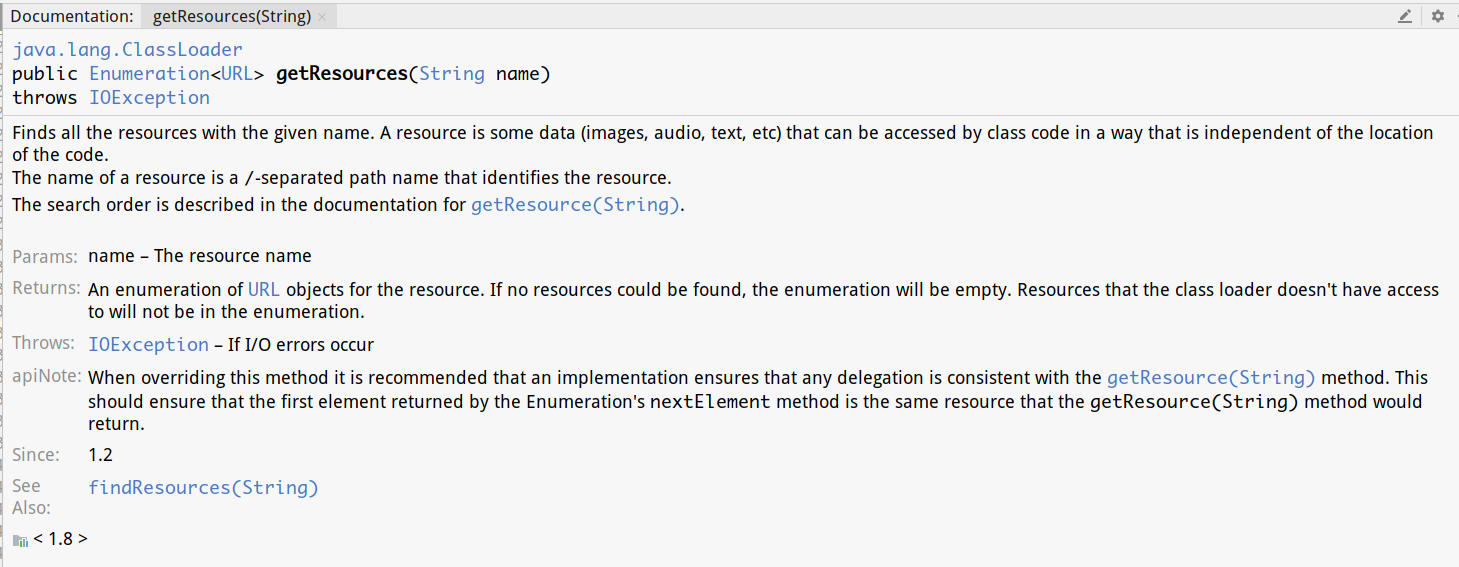 Documentation: getResources(String) ×
java.lang.ClassLoader
public Enumeration<URL> getResources(String name)
throws IOException
Finds all the resources with the given name. A resource is some data (images, audio, text, etc) that can be accessed by class code in a way that is independent of the location
of the code.
The name of a resource is a /-separated path name that identifies the resource.
The search order is described in the documentation for getResource(String).
Params: name – The resource name
Returns: An enumeration of URL objects for the resource. If no resources could be found, the enumeration will be empty. Resources that the class loader doesn't have access
to will not be in the enumeration.
Throws: IOException – If I/O errors occur
apiNote: When overriding this method it is recommended that an implementation ensures that any delegation is consistent with the getResource(String) method. This
should ensure that the first element returned by the Enumeration's nextElement method is the same resource that the getResource(String) method would
return.
Since: 1.2
See findResources(String)
Also:
< 1.8 >